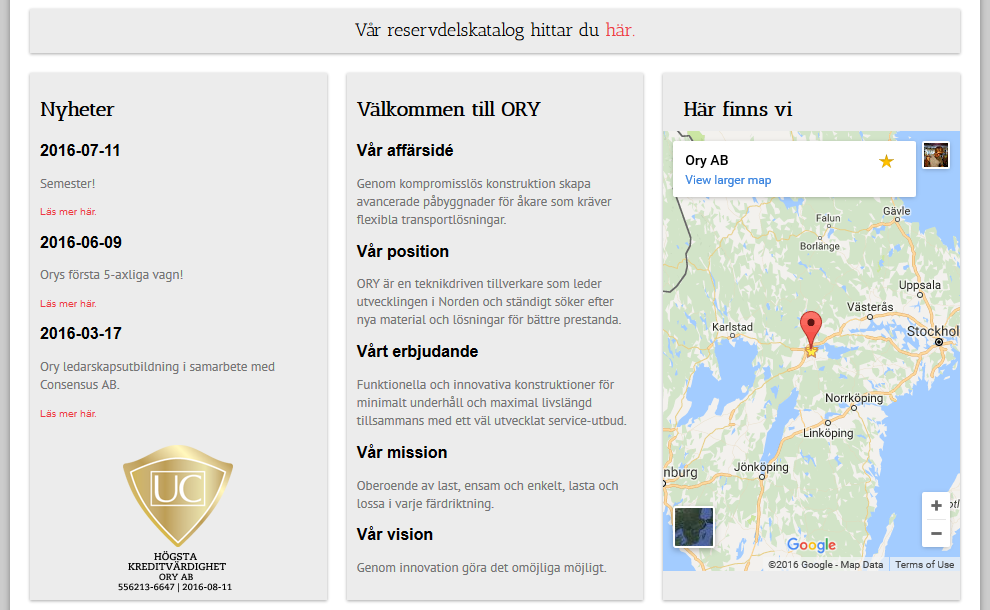 Vår reservdelskatalog hittar du här.
Nyheter
2016-07-11
Semester!
Läs mer här.
2016-06-09
Orys första 5-axliga vagn!
Läs mer här.
2016-03-17
Ory ledarskapsutbildning i samarbete med
Consensus AB.
Läs mer här.
UC
HÖGSTA
KREDITVÄRDIGHET
ORY AB
556213-6647 | 2016-08-11
Välkommen till ORY
Vår affärsidé
Genom kompromisslös konstruktion skapa
avancerade påbyggnader för åkare som kräver
flexibla transportlösningar.
Vår position
ORY är en teknikdriven tillverkare som leder
utvecklingen i Norden och ständigt söker efter
nya material och lösningar för bättre prestanda.
Vårt erbjudande
Funktionella och innovativa konstruktioner för
minimalt underhåll och maximal livslängd
tillsammans med ett väl utvecklat service-utbud.
Vår mission
Oberoende av last, ensam och enkelt, lasta och
lossa i varje färdriktning.
Vår vision
Genom innovation göra det omöjliga möjligt.
Här finns vi
Ory AB
View larger map
Gävle
Falun
Borlänge
Uppsala
Västerås
Karlstad
Stockhol
Norrköping
Linköping
Jönköping
nburg
otl
Google
©2016 Google - Map Data
Terms of Use